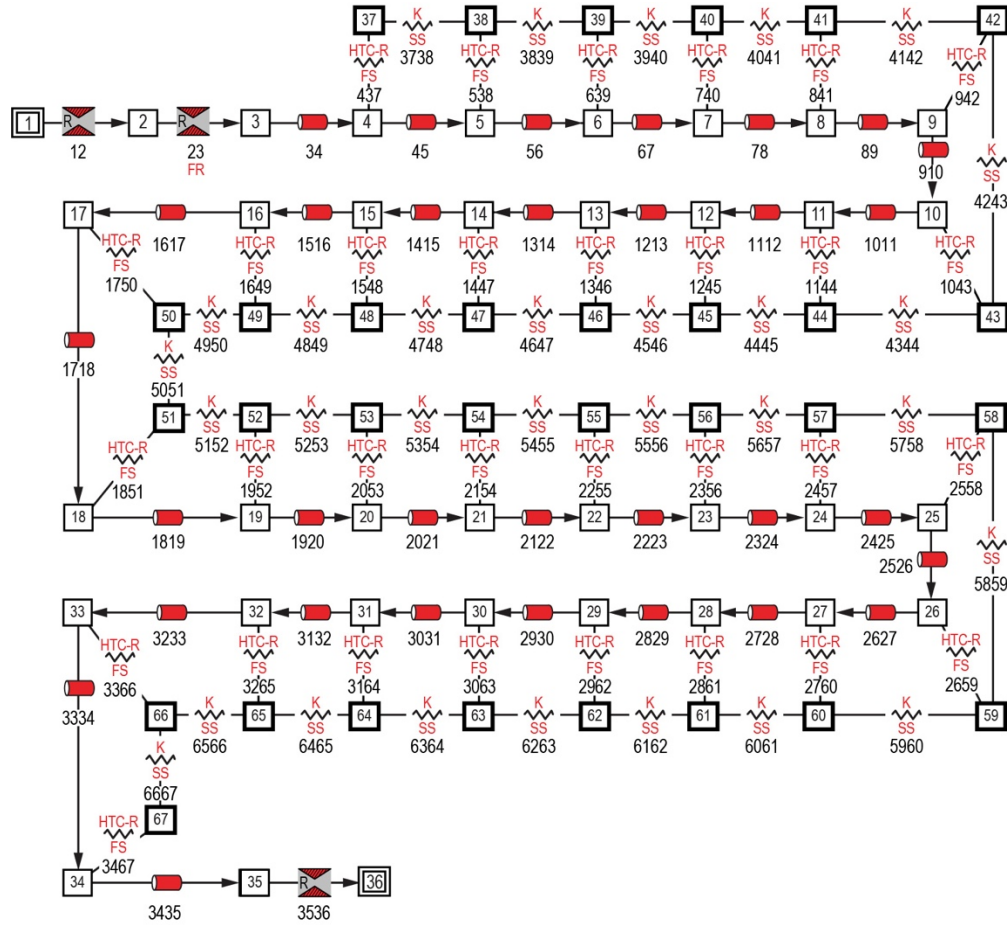 37 K 38 K 39 K 40 K 41 K 42
SS SS SS SS SS
3738 3839 3940 4041 4142
HTC-R HTC-R HTC-R HTC-R HTC-R HTC-R
FS FS FS FS FS FS
437 538 639 740 841 942
1 R 2 R 3 4 5 6 7 8 9
12 23 34 45 56 67 78 89 910
FR
K
SS
4243
17 16 15 14 13 12 11 10
1617 1516 1415 1314 1213 1112 1011
HTC-R HTC-R HTC-R HTC-R HTC-R HTC-R HTC-R HTC-R
FS FS FS FS FS FS FS FS
1750 1649 1548 1447 1346 1245 1144 1043
50 K 49 K 48 K 47 K 46 K 45 K 44 K 43
SS SS SS SS SS SS SS
4950 4849 4748 4647 4546 4445 4344
1718
K
SS
5051
51 K 52 K 53 K 54 K 55 K 56 K 57 K 58
SS SS SS SS SS SS SS
5152 5253 5354 5455 5556 5657 5758
HTC-R HTC-R HTC-R HTC-R HTC-R HTC-R HTC-R HTC-R
FS FS FS FS FS FS FS FS
1851 1952 2053 2154 2255 2356 2457 2558
18 19 20 21 22 23 24 25
1819 1920 2021 2122 2223 2324 2425
2526
K
SS
5859
33 32 31 30 29 28 27 26
3233 3132 3031 2930 2829 2728 2627
HTC-R HTC-R HTC-R HTC-R HTC-R HTC-R HTC-R HTC-R
FS FS FS FS FS FS FS FS
3366 3265 3164 3063 2962 2861 2760 2659
3334
66 K 65 K 64 K 63 K 62 K 61 K 60 K 59
SS SS SS SS SS SS SS
6566 6465 6364 6263 6162 6061 5960
K
SS
6667
67
HTC-R
FS
3467
34 35 R 36
3435 3536